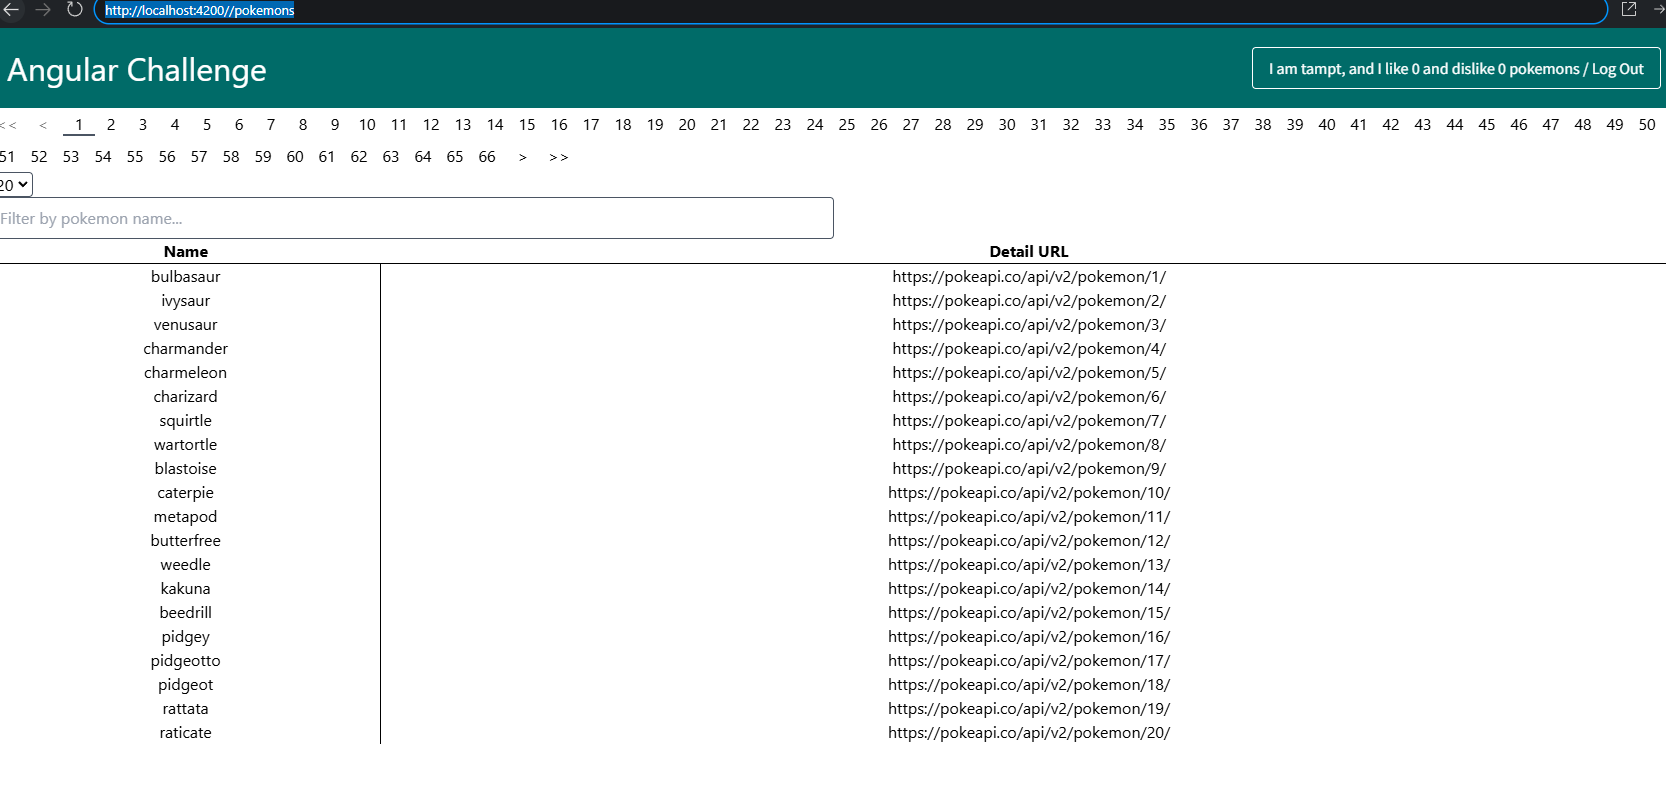 http://localhost:4200//pokemons
Angular Challenge
I am tampt, and I like 0 and dislike 0 pokemons / Log Out
<< < 1 2 3 4 5 6 7 8 9 10 11 12 13 14 15 16 17 18 19 20 21 22 23 24 25 26 27 28 29 30 31 32 33 34 35 36 37 38 39 40 41 42 43 44 45 46 47 48 49 50
51 52 53 54 55 56 57 58 59 60 61 62 63 64 65 66 > >>
20
Filter by pokemon name...
Name Detail URL
bulbasaur https://pokeapi.co/api/v2/pokemon/1/
ivysaur https://pokeapi.co/api/v2/pokemon/2/
venusaur https://pokeapi.co/api/v2/pokemon/3/
charmander https://pokeapi.co/api/v2/pokemon/4/
charmeleon https://pokeapi.co/api/v2/pokemon/5/
charizard https://pokeapi.co/api/v2/pokemon/6/
squirtle https://pokeapi.co/api/v2/pokemon/7/
wartortle https://pokeapi.co/api/v2/pokemon/8/
blastoise https://pokeapi.co/api/v2/pokemon/9/
caterpie https://pokeapi.co/api/v2/pokemon/10/
metapod https://pokeapi.co/api/v2/pokemon/11/
butterfree https://pokeapi.co/api/v2/pokemon/12/
weedle https://pokeapi.co/api/v2/pokemon/13/
kakuna https://pokeapi.co/api/v2/pokemon/14/
beedrill https://pokeapi.co/api/v2/pokemon/15/
pidgey https://pokeapi.co/api/v2/pokemon/16/
pidgeotto https://pokeapi.co/api/v2/pokemon/17/
pidgeot https://pokeapi.co/api/v2/pokemon/18/
rattata https://pokeapi.co/api/v2/pokemon/19/
raticate https://pokeapi.co/api/v2/pokemon/20/